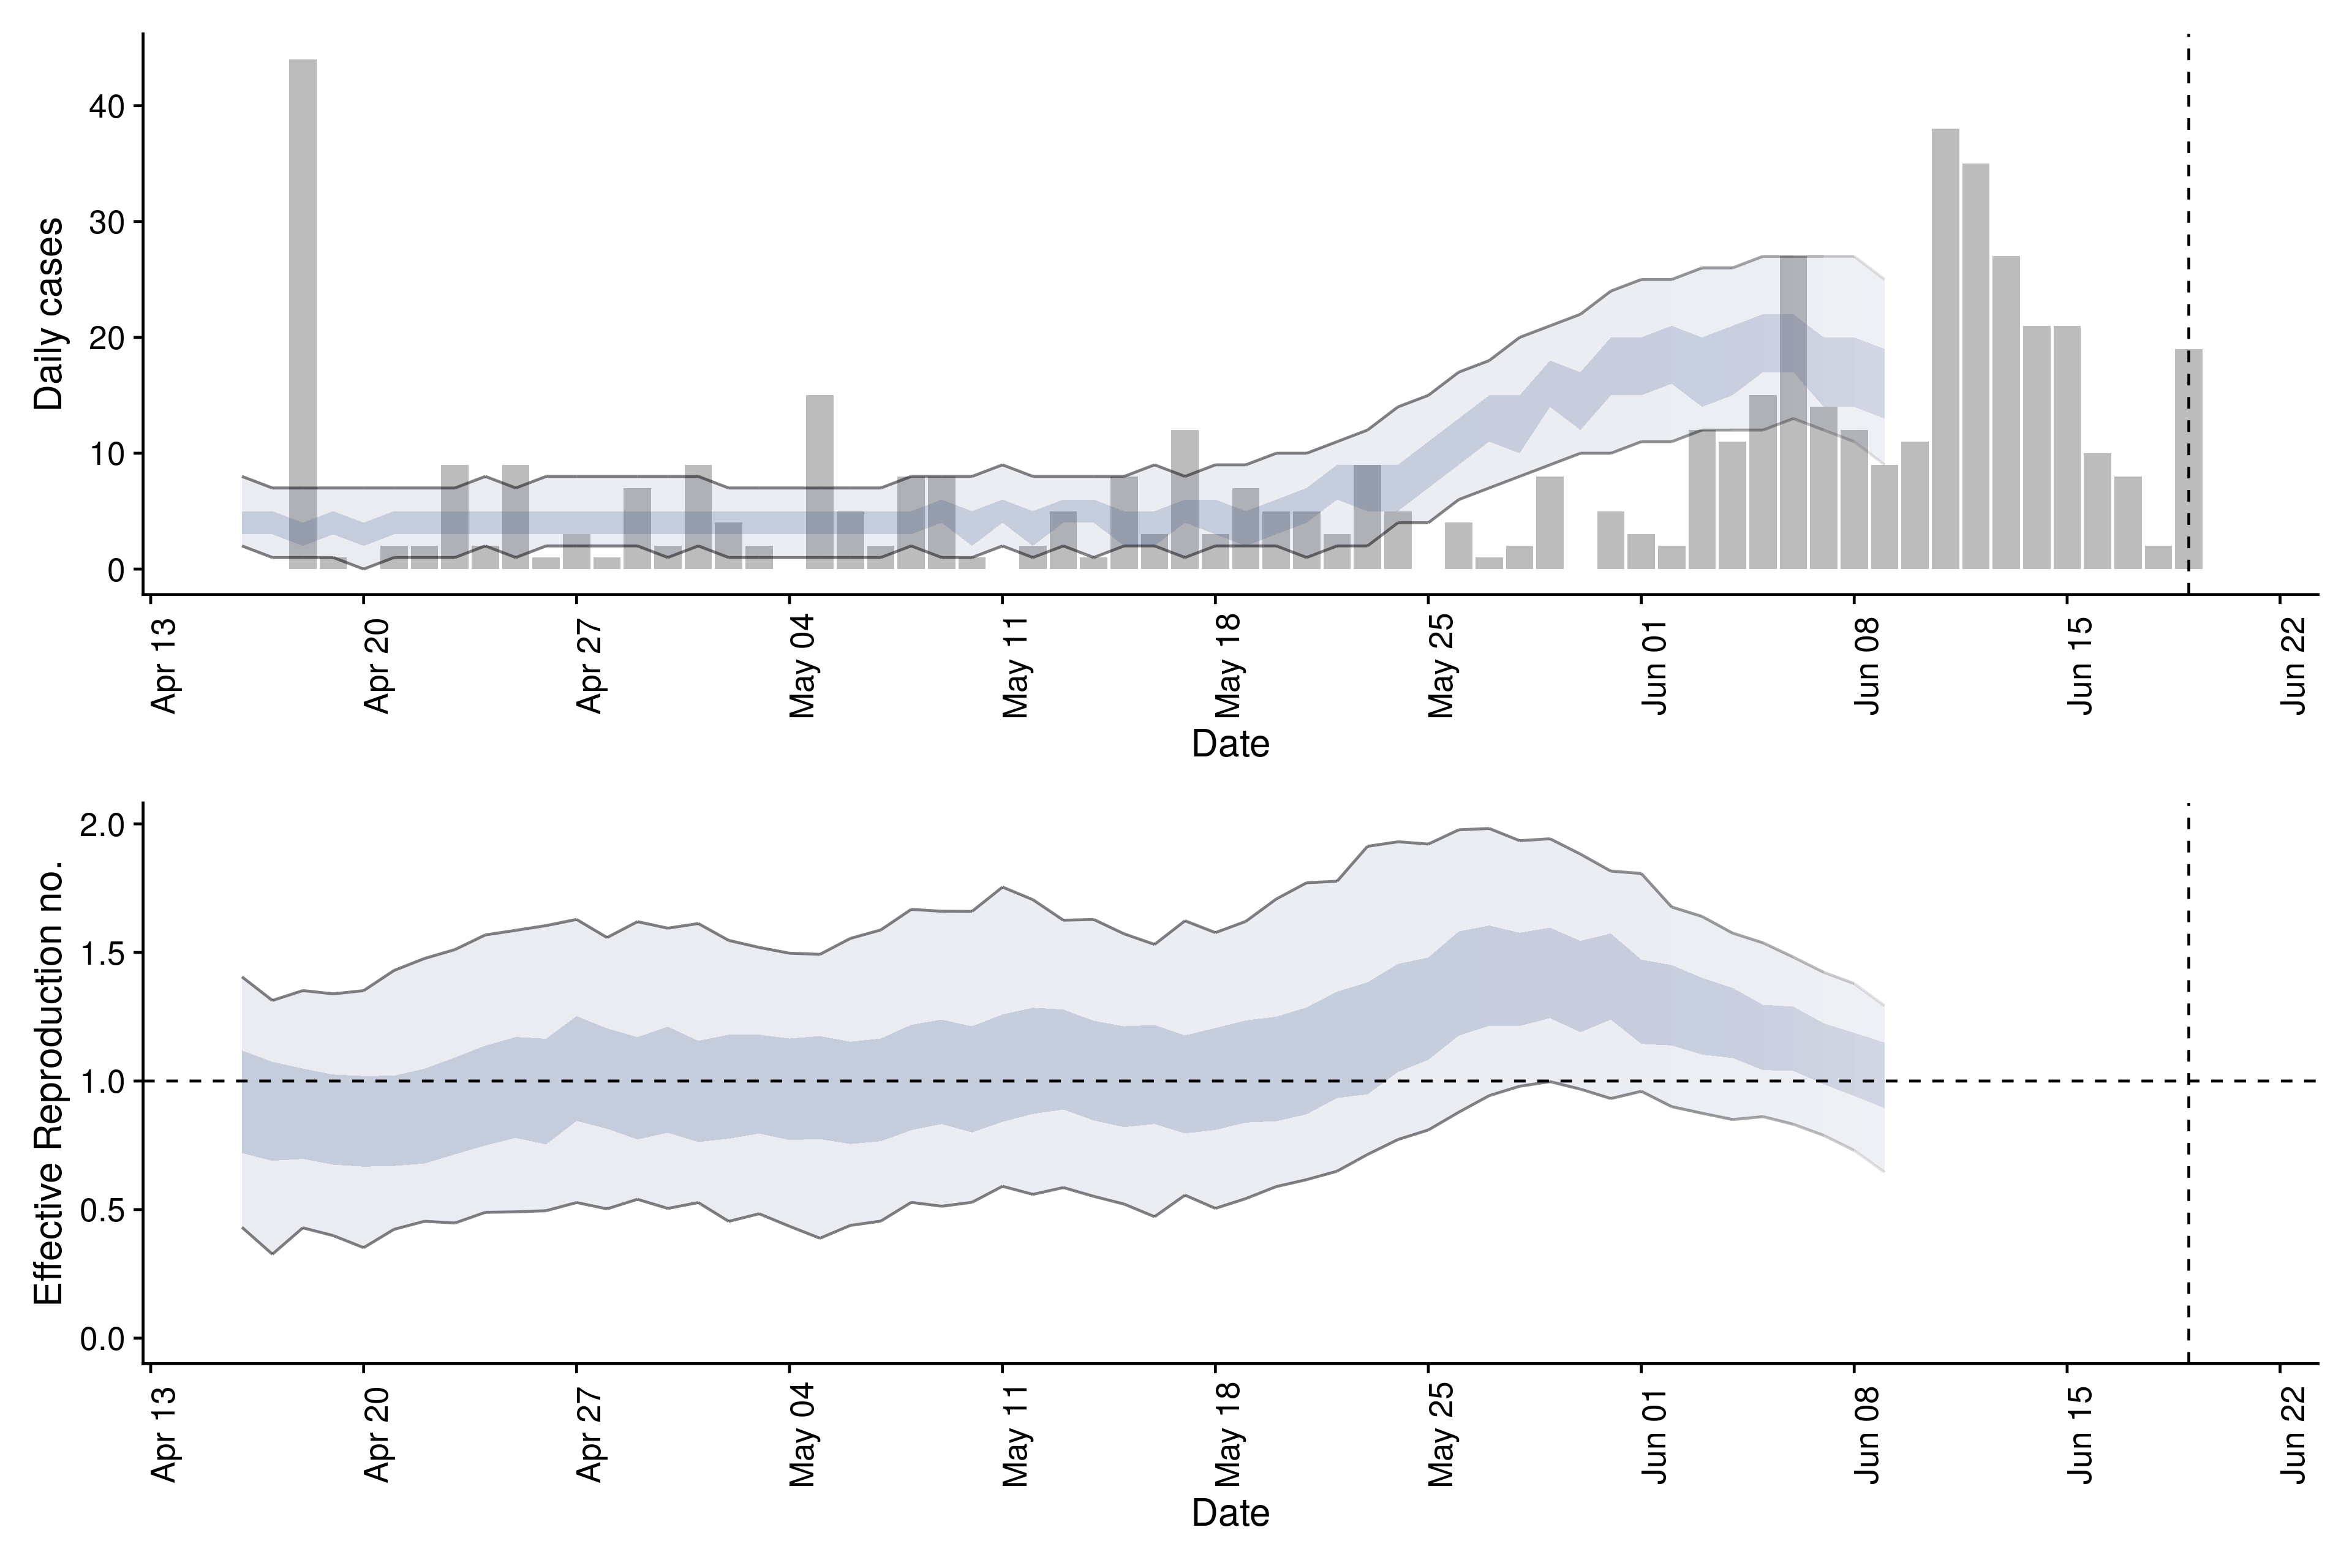 Daily cases
40
30
20
10
0
Apr 13
Apr 20
Apr 27
May 04
May 11
May 18
May 25
Jun 01
Jun 08
Jun 15
Jun 22
Date
Effective Reproduction no.
2.0
1.5
1.0
0.5
0.0
Apr 13
Apr 20
Apr 27
May 04
May 11
May 18
May 25
Jun 01
Jun 08
Jun 15
Jun 22
Date